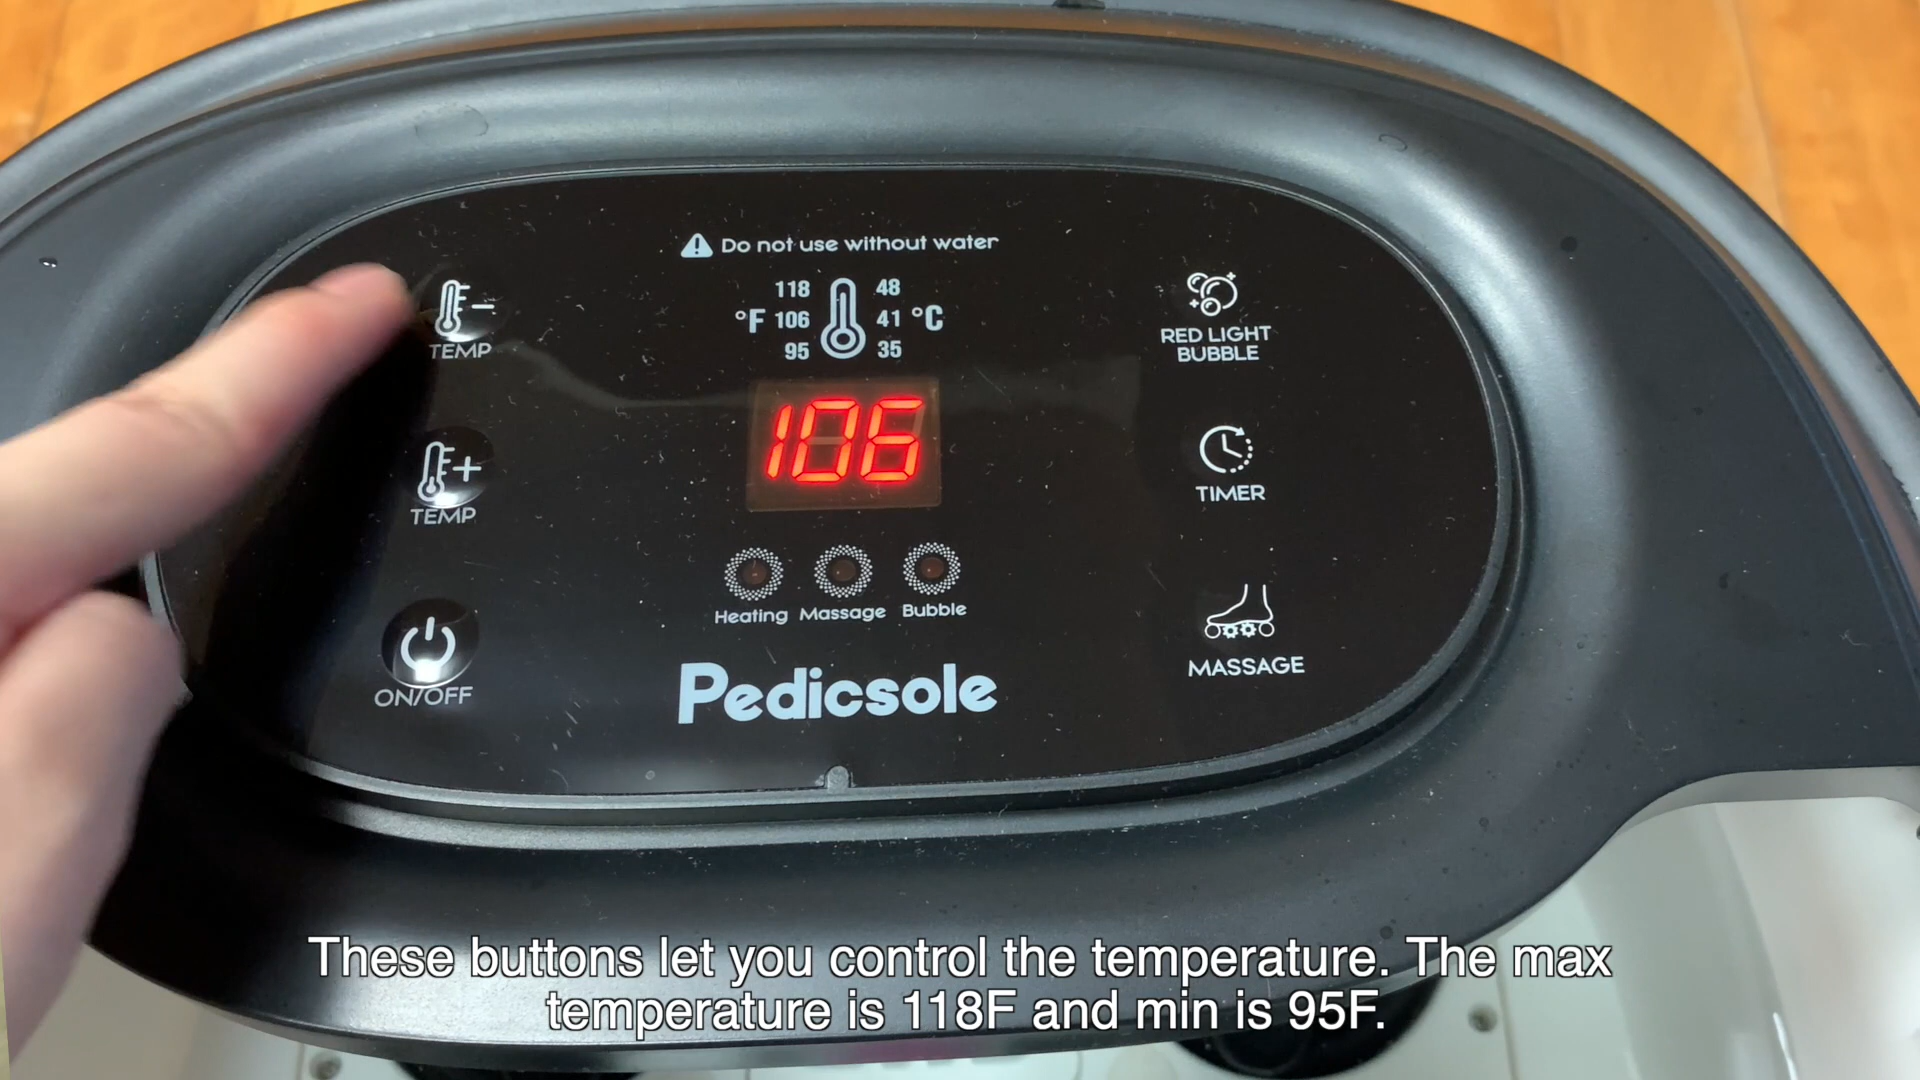 Do not use without water
118 48
°F 106 41 °C
95 35
TEMP
RED LIGHT
BUBBLE
106
TEMP
TIMER
Heating Massage Bubble
ON/OFF
MASSAGE
Pedicsole
These buttons let you control the temperature. The max
temperature is 118F and min is 95F.